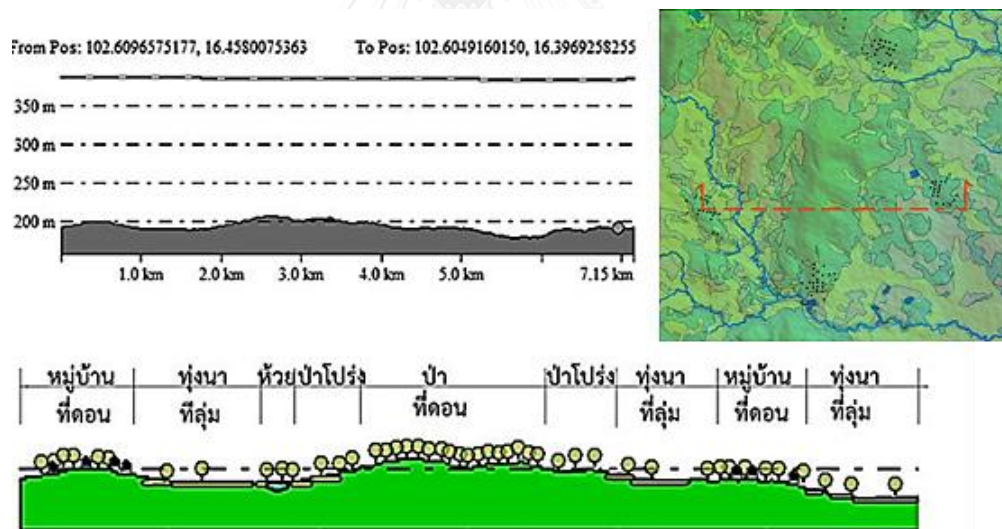 From Pos: 102.6096575177, 16.4580075363 To Pos: 102.6049160150, 16.3969258255
350 m
300 m
250 m
200 m
1.0 km 2.0 km 3.0 km 4.0 km 5.0 km 7.15 km
หมู่บ้าน ทุ่งนา ห้วย ป่าโปร่ง ป่า ป่าโปร่ง ทุ่งนา หมู่บ้าน ทุ่งนา
ที่ดอน ที่ลุ่ม ที่ดอน ที่ลุ่ม ที่ดอน ที่ลุ่ม